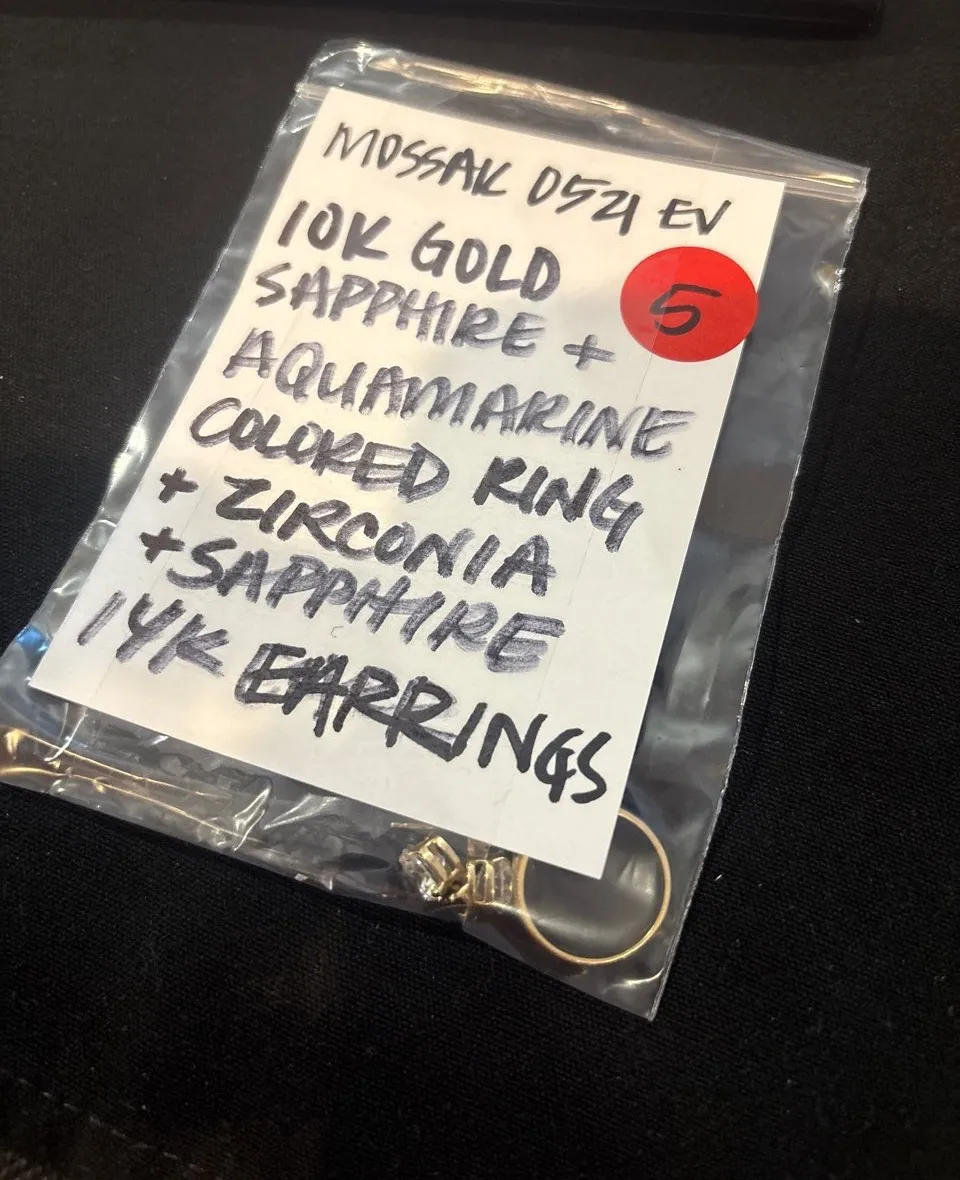 MOSSAK 0521 EV
10K GOLD
5
SAPPHIRE +
AQUAMARINE
COLORED RING
+ ZIRCONIA
+ SAPPHIRE
14K EARRINGS